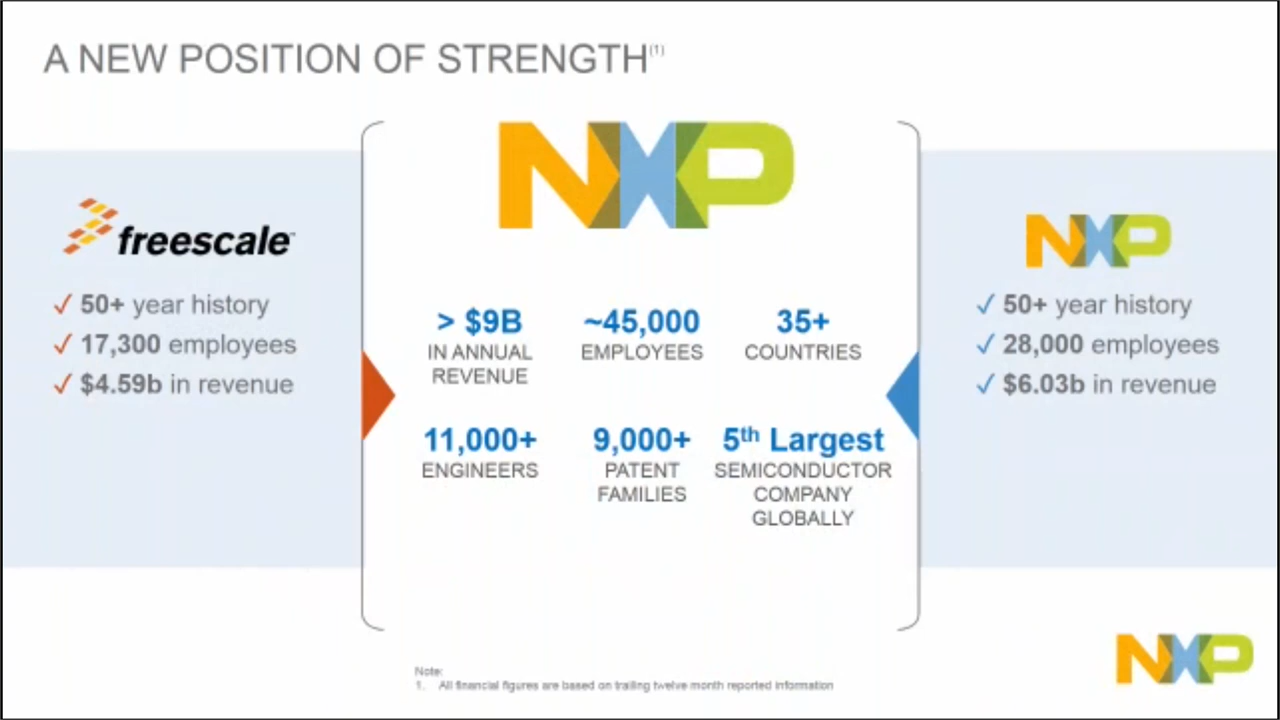 A NEW POSITION OF STRENGTH(1)
freescale™
✓ 50+ year history
✓ 17,300 employees
✓ $4.59b in revenue
NXP
> $9B
IN ANNUAL
REVENUE
~45,000
EMPLOYEES
35+
COUNTRIES
11,000+
ENGINEERS
9,000+
PATENT
FAMILIES
5th Largest
SEMICONDUCTOR
COMPANY
GLOBALLY
NXP
✓ 50+ year history
✓ 28,000 employees
✓ $6.03b in revenue
Note:
1. All financial figures are based on trailing twelve month reported information
NXP